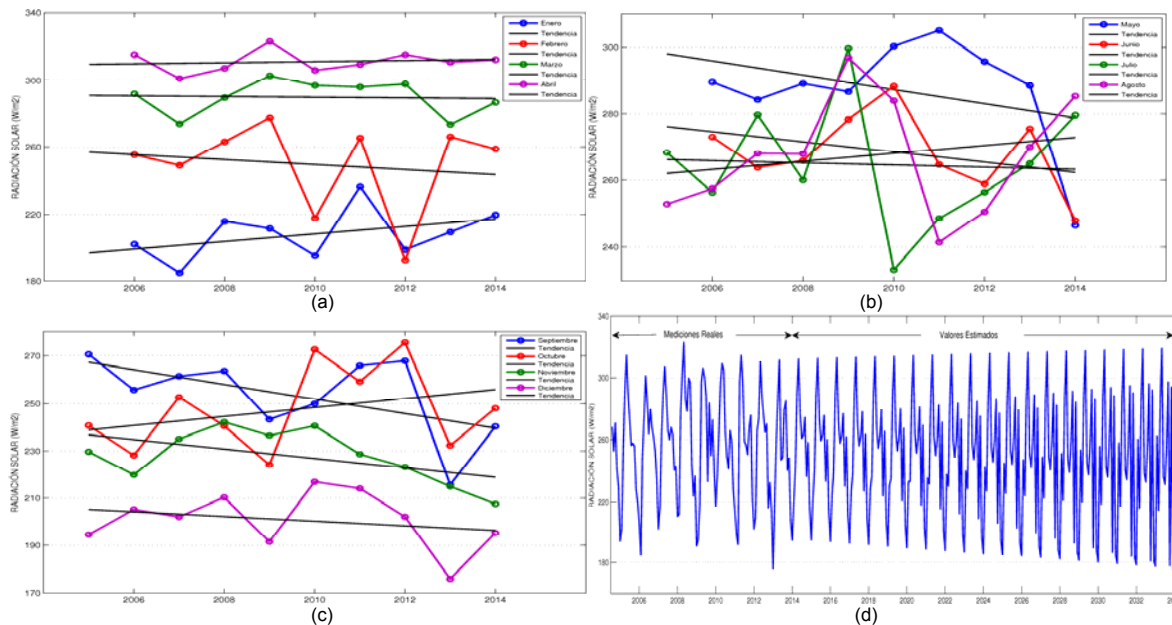 340
300
260
220
180
RADIACIÓN SOLAR (W/m2)
2006 2008 2010 2012 2014
Enero
Tendencia
Febrero
Tendencia
Marzo
Tendencia
Abril
Tendencia
(a)
300
280
260
240
RADIACIÓN SOLAR (W/m2)
2006 2008 2010 2012 2014
Mayo
Tendencia
Junio
Tendencia
Julio
Tendencia
Agosto
Tendencia
(b)
270
250
230
210
190
170
RADIACIÓN SOLAR (W/m2)
2006 2008 2010 2012 2014
Septiembre
Tendencia
Octubre
Tendencia
Noviembre
Tendencia
Diciembre
Tendencia
(c)
340
300
260
220
180
RADIACIÓN SOLAR (W/m2)
Mediciones Reales
Valores Estimados
2006 2008 2010 2012 2014 2016 2018 2020 2022 2024 2026 2028 2030 2032
(d)